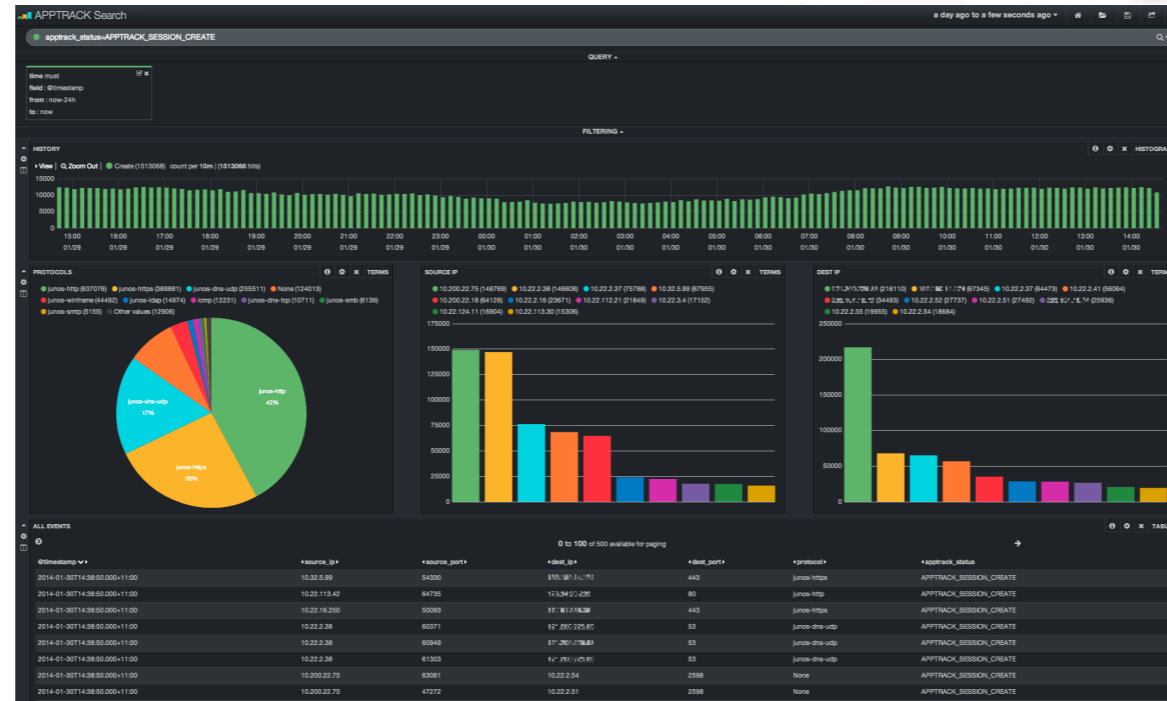 APPTRACK Search
a day ago to a few seconds ago
apptrack_status=APPTRACK_SESSION_CREATE
QUERY
time must
field : @timestamp
from : now-24h
to : now
FILTERING
HISTORY
HISTOGRA
View | Zoom Out | Create (1513068) count per 10m | (1513068 hits)
15000
10000
5000
0
15:00 16:00 17:00 18:00 19:00 20:00 21:00 22:00 23:00 00:00 01:00 02:00 03:00 04:00 05:00 06:00 07:00 08:00 09:00 10:00 11:00 12:00 13:00 14:00
01/29 01/29 01/29 01/29 01/29 01/29 01/29 01/29 01/29 01/30 01/30 01/30 01/30 01/30 01/30 01/30 01/30 01/30 01/30 01/30 01/30 01/30 01/30 01/30
PROTOCOLS
TERMS
junos-http (637076) junos-https (389881) junos-dns-udp (255511) None (124013)
junos-winframe (44492) junos-ldap (14974) icmp (12231) junos-dns-tcp (10711) junos-smb (6136)
junos-smtp (5155) Other values (12906)
junos-http
42%
junos-dns-udp
17%
junos-https
26%
SOURCE IP
TERMS
10.200.22.75 (148769) 10.22.2.38 (146608) 10.22.2.37 (75788) 10.32.5.99 (67955)
10.200.22.18 (64128) 10.22.2.16 (23671) 10.22.112.21 (21849) 10.22.3.4 (17152)
10.22.124.11 (16904) 10.22.113.30 (15306)
175000
150000
125000
100000
75000
50000
25000
0
DEST IP
TERM
(216110) (67345) 10.22.2.41 (56064)
10.22.2.37 (64473)
(34493) 10.22.2.52 (27737) 10.22.2.51 (27492) (25936)
10.22.2.55 (19955) 10.22.2.54 (18684)
250000
200000
150000
100000
50000
0
ALL EVENTS
TABL
0 to 100 of 500 available for paging
@timestamp source_ip source_port dest_ip dest_port protocol apptrack_status
2014-01-30T14:38:50.000+11:00 10.32.5.99 54330 443 junos-https APPTRACK_SESSION_CREATE
2014-01-30T14:38:50.000+11:00 10.22.113.42 64735 80 junos-http APPTRACK_SESSION_CREATE
2014-01-30T14:38:50.000+11:00 10.22.16.250 50093 443 junos-https APPTRACK_SESSION_CREATE
2014-01-30T14:38:50.000+11:00 10.22.2.38 60371 53 junos-dns-udp APPTRACK_SESSION_CREATE
2014-01-30T14:38:50.000+11:00 10.22.2.38 60949 53 junos-dns-udp APPTRACK_SESSION_CREATE
2014-01-30T14:38:50.000+11:00 10.22.2.38 61303 53 junos-dns-udp APPTRACK_SESSION_CREATE
2014-01-30T14:38:50.000+11:00 10.200.22.75 63061 10.22.2.54 2598 None APPTRACK_SESSION_CREATE
2014-01-30T14:38:50.000+11:00 10.200.22.75 47272 10.22.2.51 2598 None APPTRACK_SESSION_CREATE